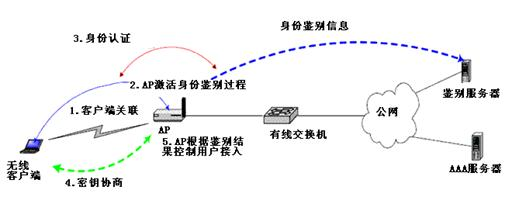 3.身份认证
身份鉴别信息
2.AP激活身份鉴别过程
1.客户端关联
AP
有线交换机
公网
鉴别服务器
5.AP根据鉴别结
果控制用户接入
无线
客户端
4.密钥协商
AAA服务器